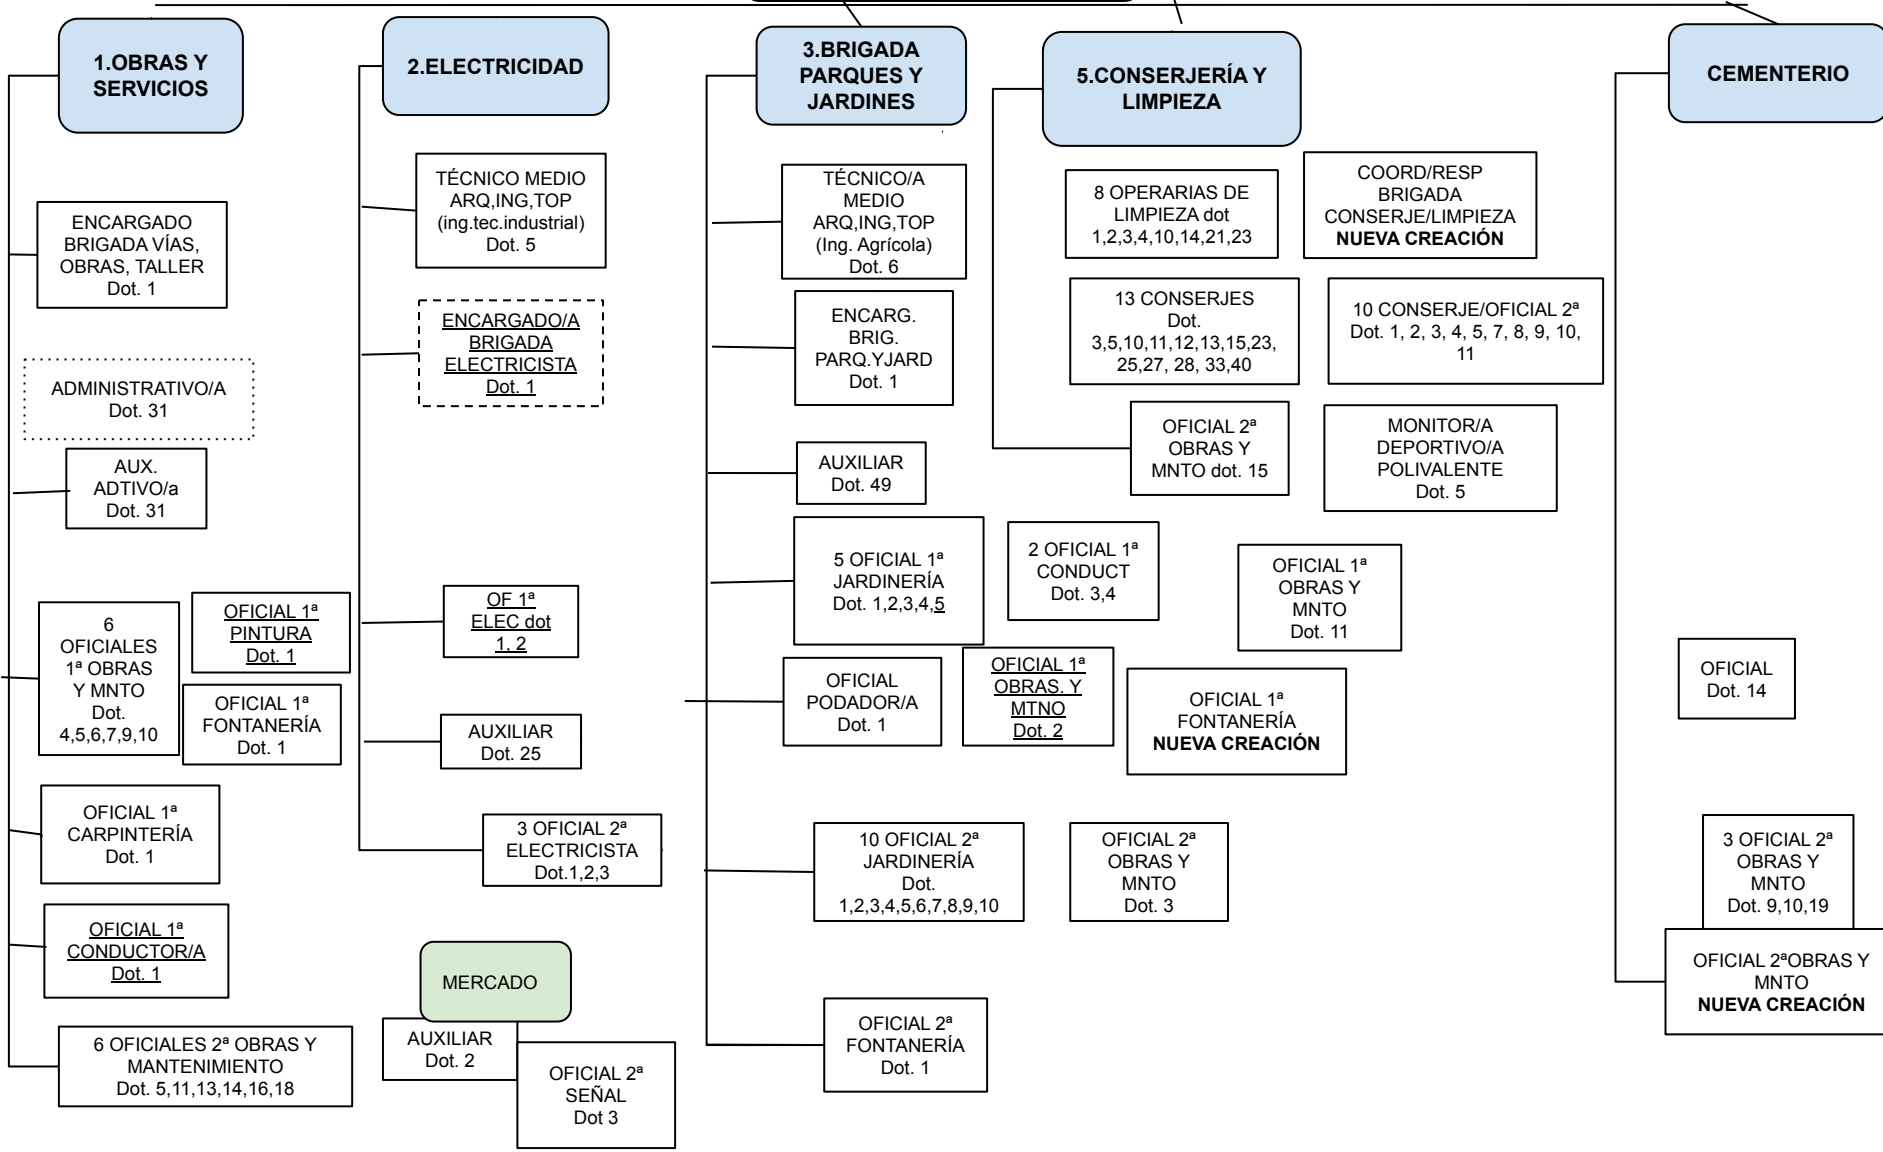 1.OBRAS Y
SERVICIOS
ENCARGADO
BRIGADA VÍAS,
OBRAS, TALLER
Dot. 1
ADMINISTRATIVO/A
Dot. 31
AUX.
ADTIVO/a
Dot. 31
6
OFICIALES
1ª OBRAS
Y MNTO
Dot.
4,5,6,7,9,10
OFICIAL 1ª
PINTURA
Dot. 1
OFICIAL 1ª
FONTANERÍA
Dot. 1
OFICIAL 1ª
CARPINTERÍA
Dot. 1
OFICIAL 1ª
CONDUCTOR/A
Dot. 1
6 OFICIALES 2ª OBRAS Y
MANTENIMIENTO
Dot. 5,11,13,14,16,18
2.ELECTRICIDAD
TÉCNICO MEDIO
ARQ,ING,TOP
(ing.tec.industrial)
Dot. 5
ENCARGADO/A
BRIGADA
ELECTRICISTA
Dot. 1
OF 1ª
ELEC dot
1, 2
AUXILIAR
Dot. 25
3 OFICIAL 2ª
ELECTRICISTA
Dot.1,2,3
MERCADO
AUXILIAR
Dot. 2
OFICIAL 2ª
SEÑAL
Dot 3
3.BRIGADA
PARQUES Y
JARDINES
TÉCNICO/A
MEDIO
ARQ,ING,TOP
(Ing. Agrícola)
Dot. 6
ENCARG.
BRIG.
PARQ.YJARD
Dot. 1
AUXILIAR
Dot. 49
5 OFICIAL 1ª
JARDINERÍA
Dot. 1,2,3,4,5
2 OFICIAL 1ª
CONDUCT
Dot. 3,4
OFICIAL 1ª
OBRAS Y
MNTO
Dot. 11
OFICIAL
PODADOR/A
Dot. 1
OFICIAL 1ª
OBRAS. Y
MTNO
Dot. 2
OFICIAL 1ª
FONTANERÍA
NUEVA CREACIÓN
10 OFICIAL 2ª
JARDINERÍA
Dot.
1,2,3,4,5,6,7,8,9,10
OFICIAL 2ª
OBRAS Y
MNTO
Dot. 3
OFICIAL 2ª
FONTANERÍA
Dot. 1
5.CONSERJERÍA Y
LIMPIEZA
8 OPERARIAS DE
LIMPIEZA dot
1,2,3,4,10,14,21,23
COORD/RESP
BRIGADA
CONSERJE/LIMPIEZA
NUEVA CREACIÓN
13 CONSERJES
Dot.
3,5,10,11,12,13,15,23,
25,27, 28, 33,40
10 CONSERJE/OFICIAL 2ª
Dot. 1, 2, 3, 4, 5, 7, 8, 9, 10,
11
OFICIAL 2ª
OBRAS Y
MNTO dot. 15
MONITOR/A
DEPORTIVO/A
POLIVALENTE
Dot. 5
CEMENTERIO
OFICIAL
Dot. 14
3 OFICIAL 2ª
OBRAS Y
MNTO
Dot. 9,10,19
OFICIAL 2ªOBRAS Y
MNTO
NUEVA CREACIÓN